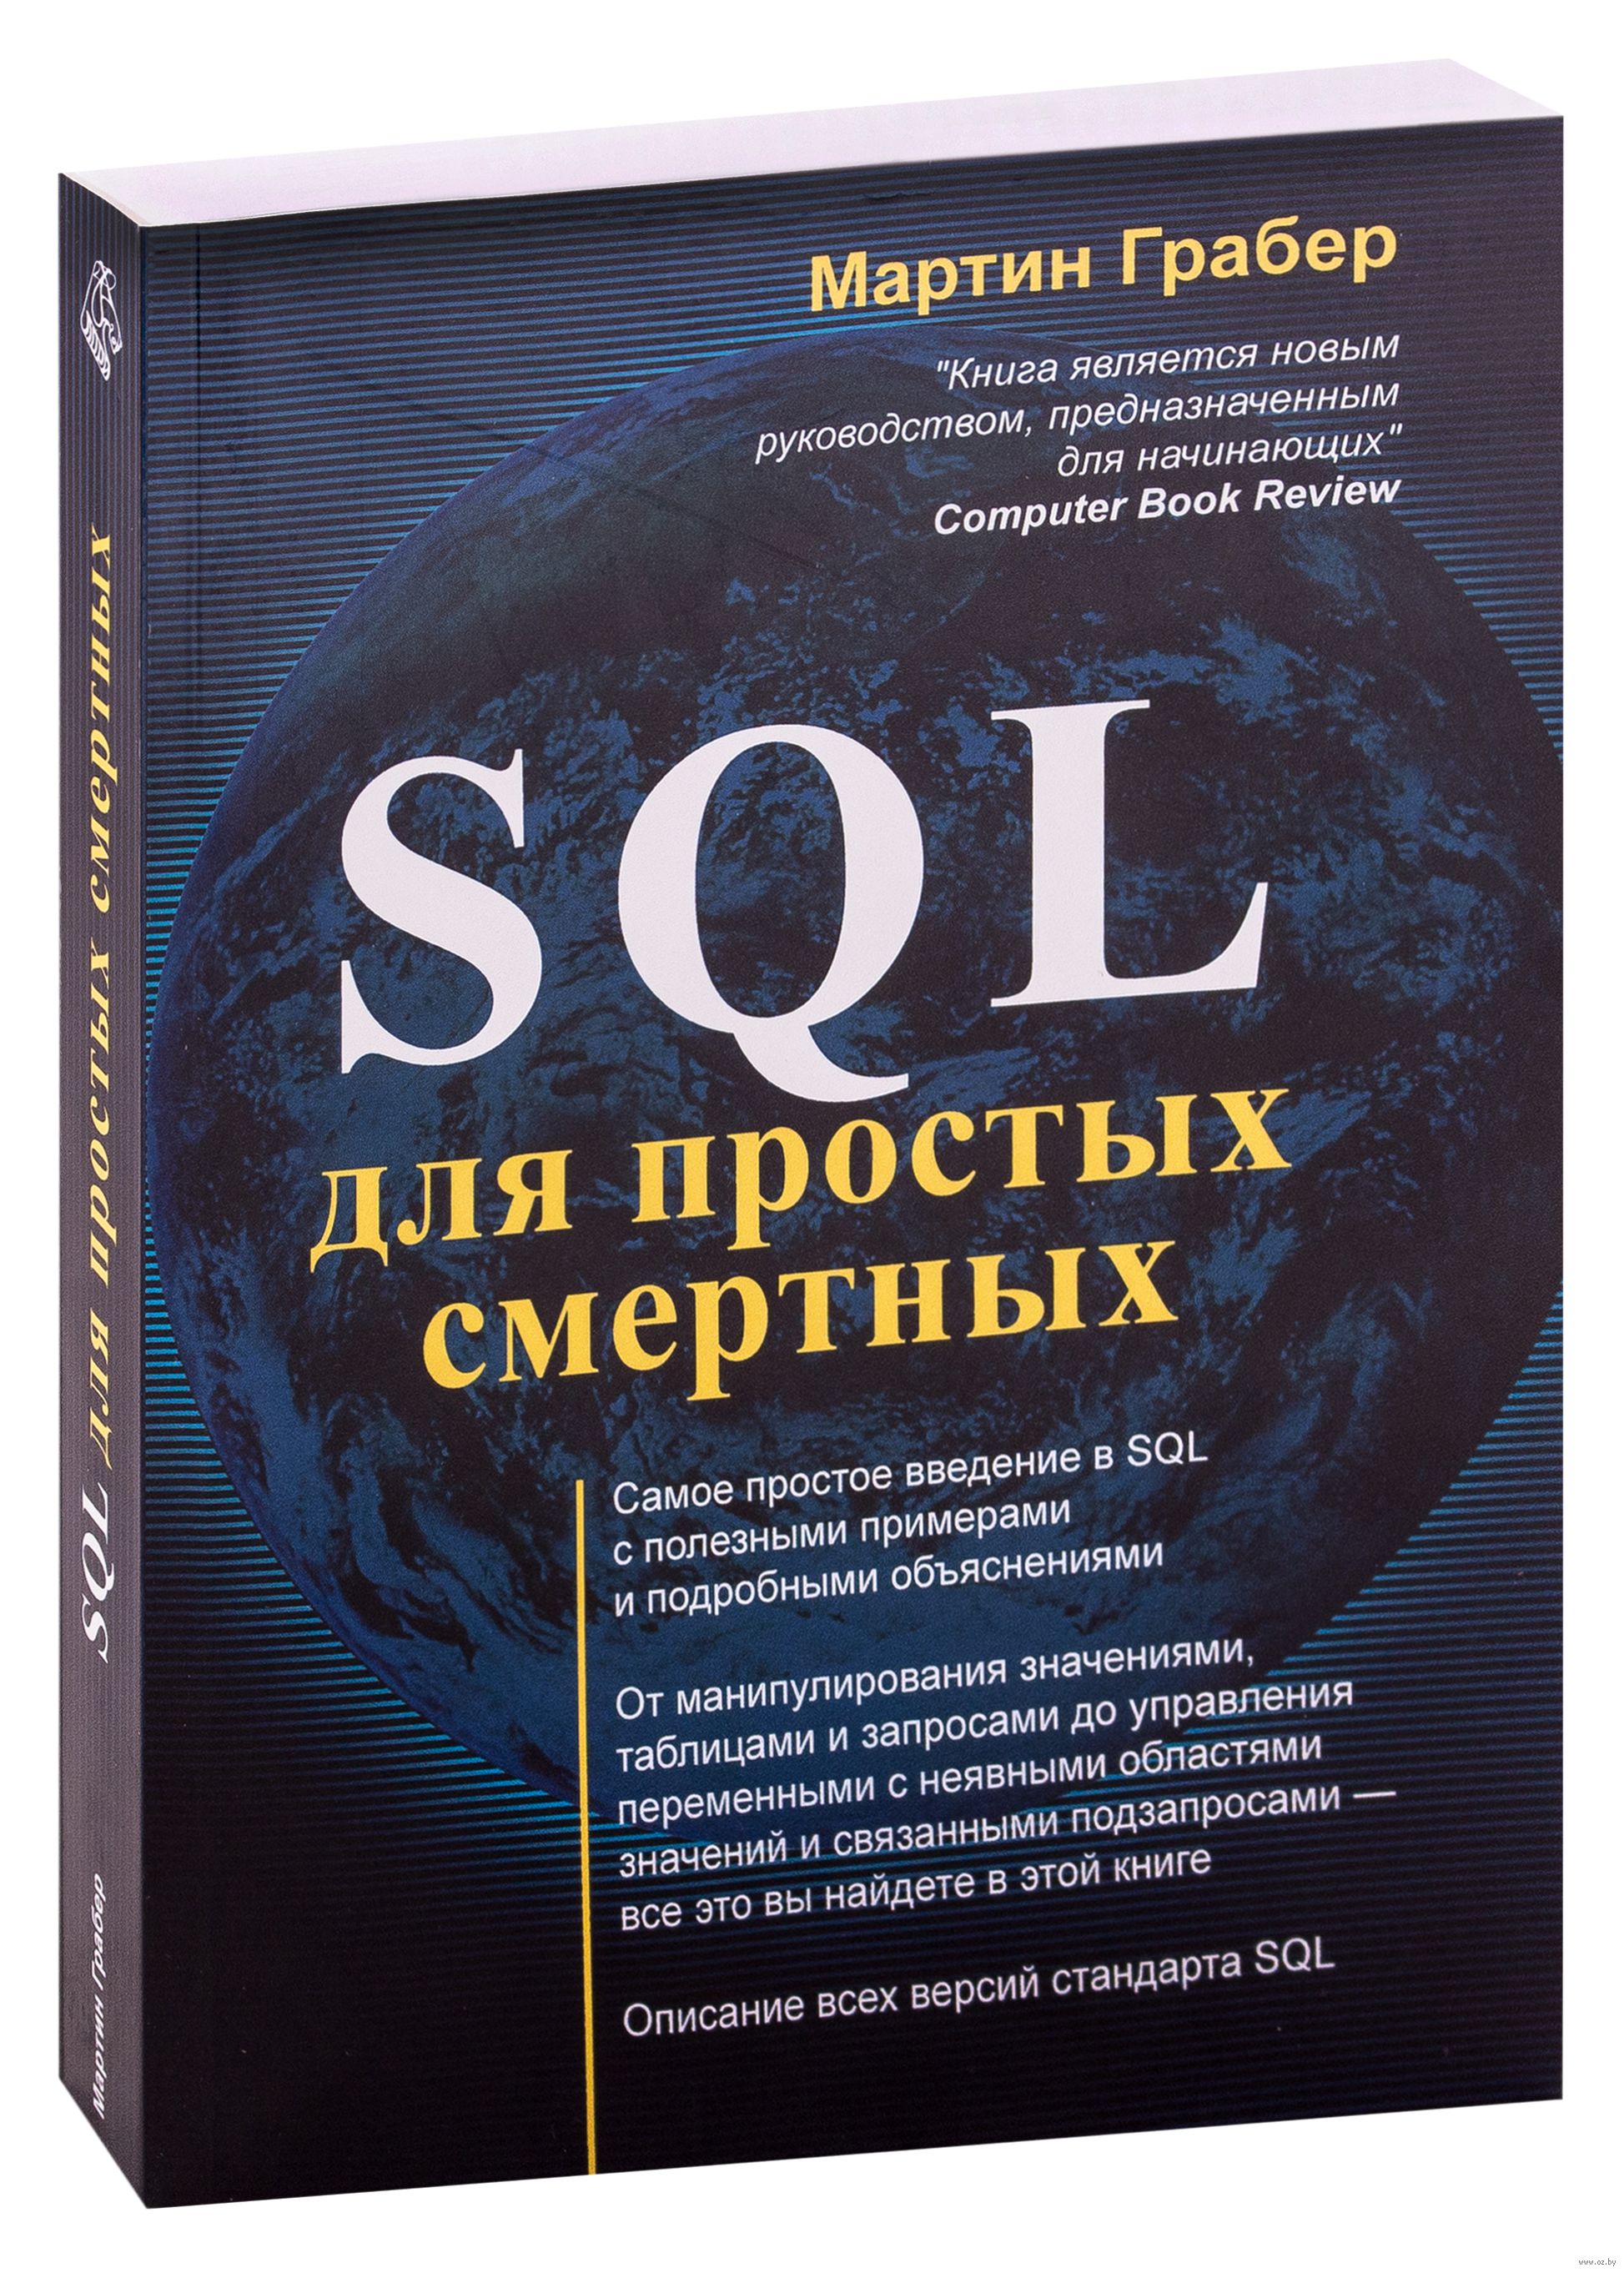 Мартин Грабер
"Книга является новым
руководством, предназначенным
для начинающих"
Computer Book Review
SQL
для простых
смертных
Самое простое введение в SQL
с полезными примерами
и подробными объяснениями
От манипулирования значениями,
таблицами и запросами до управления
переменными с неявными областями
значений и связанными подзапросами —
все это вы найдете в этой книге
Описание всех версий стандарта SQL
Мартин Грабер SQL для простых смертных
www.oz.by